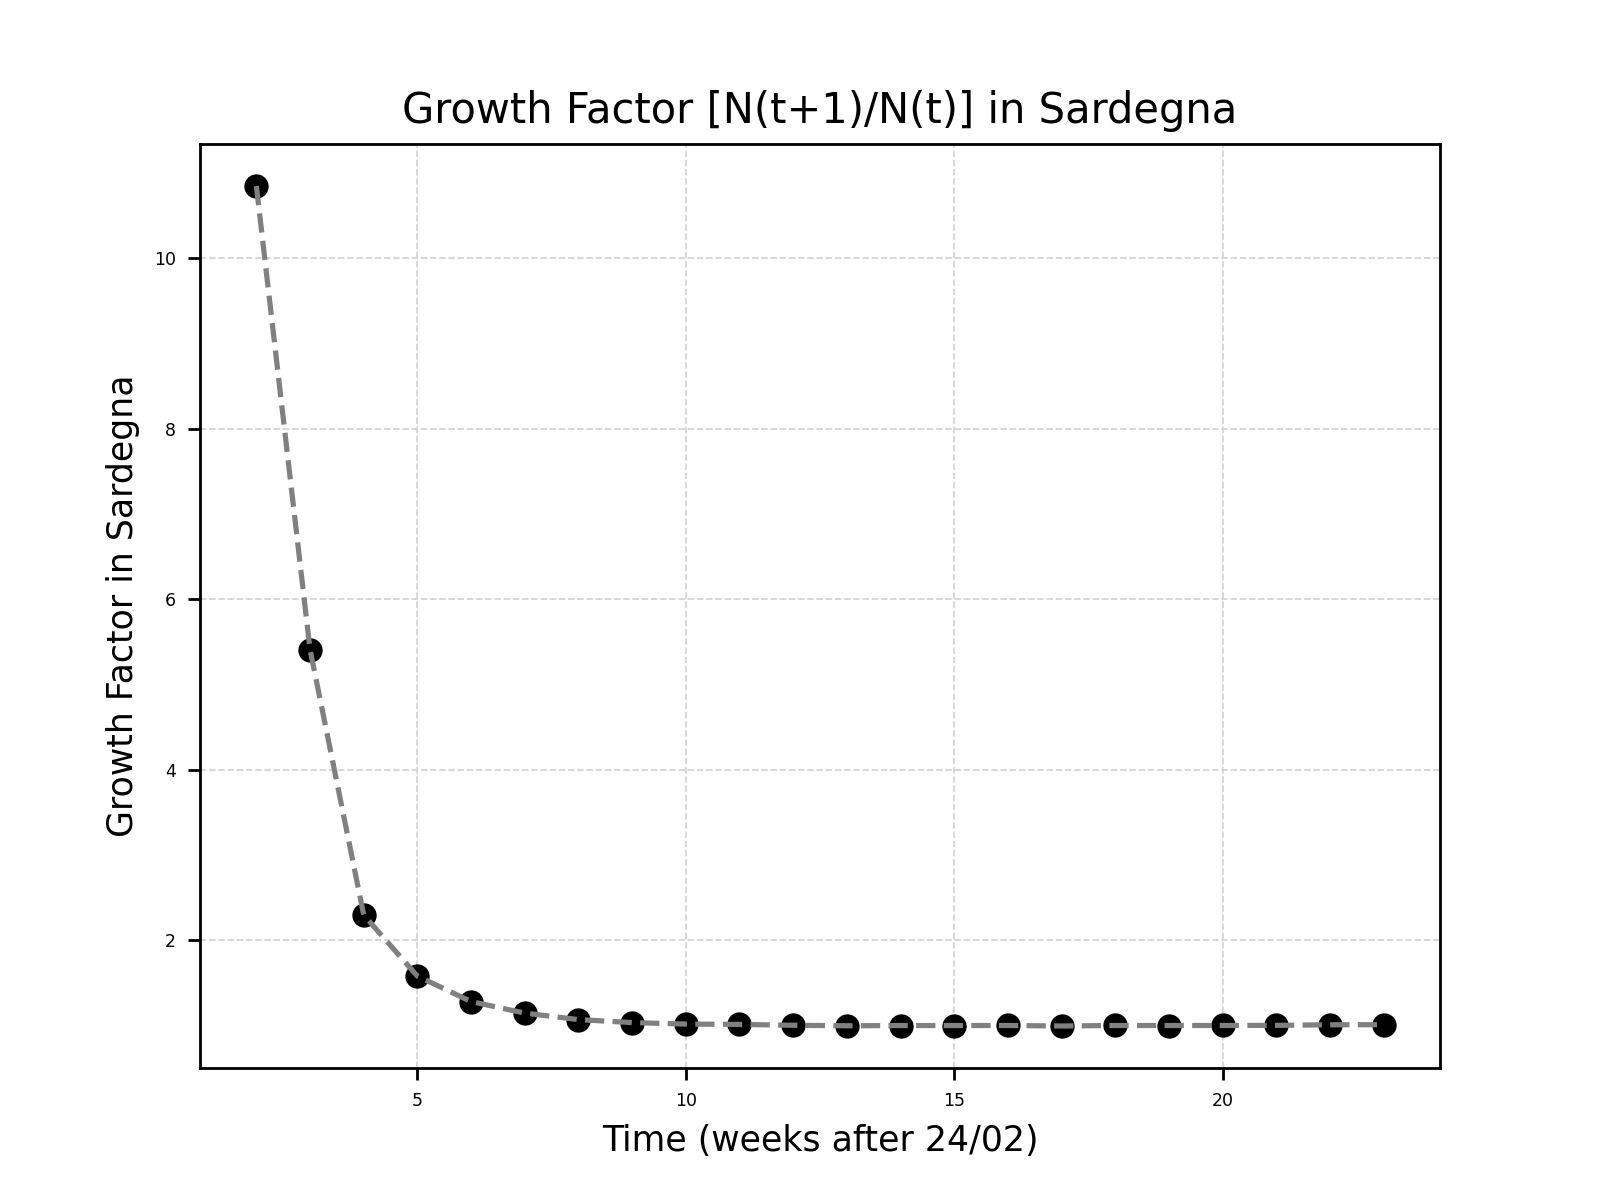 Growth Factor [N(t+1)/N(t)] in Sardegna
Growth Factor in Sardegna
10
8
6
4
2
5 10 15 20
Time (weeks after 24/02)